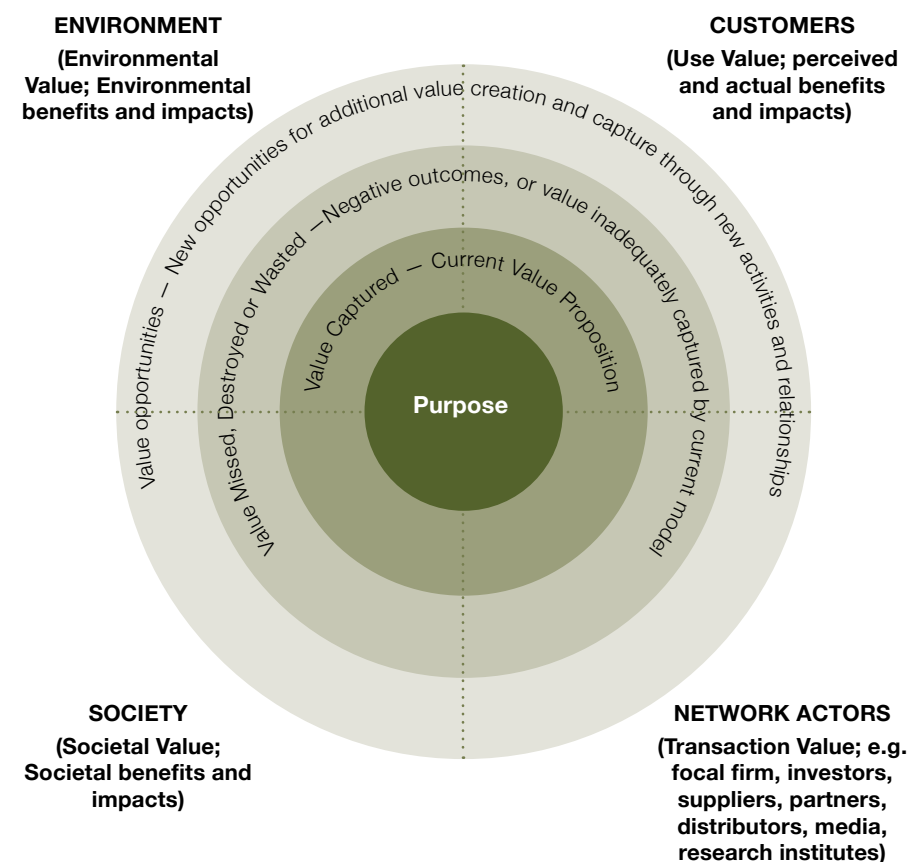 ENVIRONMENT
(Environmental
Value; Environmental
benefits and impacts)
CUSTOMERS
(Use Value; perceived
and actual benefits
and impacts)
Value opportunities — New opportunities for additional value creation and capture through new activities and relationships
Value Missed, Destroyed or Wasted —Negative outcomes, or value inadequately captured by current model
Value Captured — Current Value Proposition
Purpose
SOCIETY
(Societal Value;
Societal benefits and
impacts)
NETWORK ACTORS
(Transaction Value; e.g.
focal firm, investors,
suppliers, partners,
distributors, media,
research institutes)